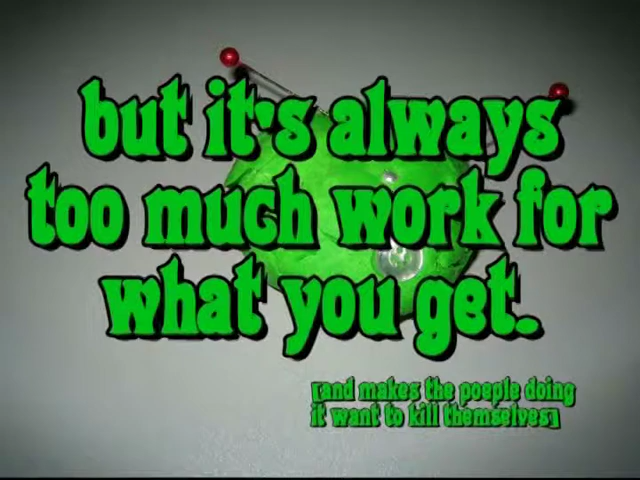 but it's always
too much work for
what you get.
[and makes the poeple doing
it want to kill themselves]